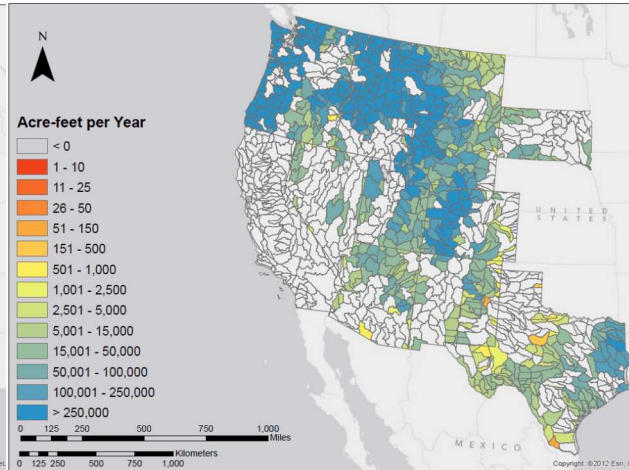 N
Acre-feet per Year
< 0
1 - 10
11 - 25
26 - 50
51 - 150
151 - 500
501 - 1,000
1,001 - 2,500
2,501 - 5,000
5,001 - 15,000
15,001 - 50,000
50,001 - 100,000
100,001 - 250,000
> 250,000
UNITED
STATES
MEXICO
0 125 250 500 750 1,000
Miles
Kilometers
0 125 250 500 750 1,000
Copyright: ©2012 Esri,